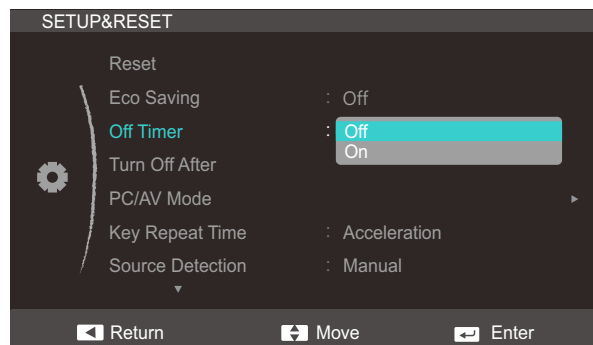 SETUP&RESET
Reset
Eco Saving : Off
Off Timer : Off
On
Turn Off After
PC/AV Mode
Key Repeat Time : Acceleration
Source Detection : Manual
Return Move Enter